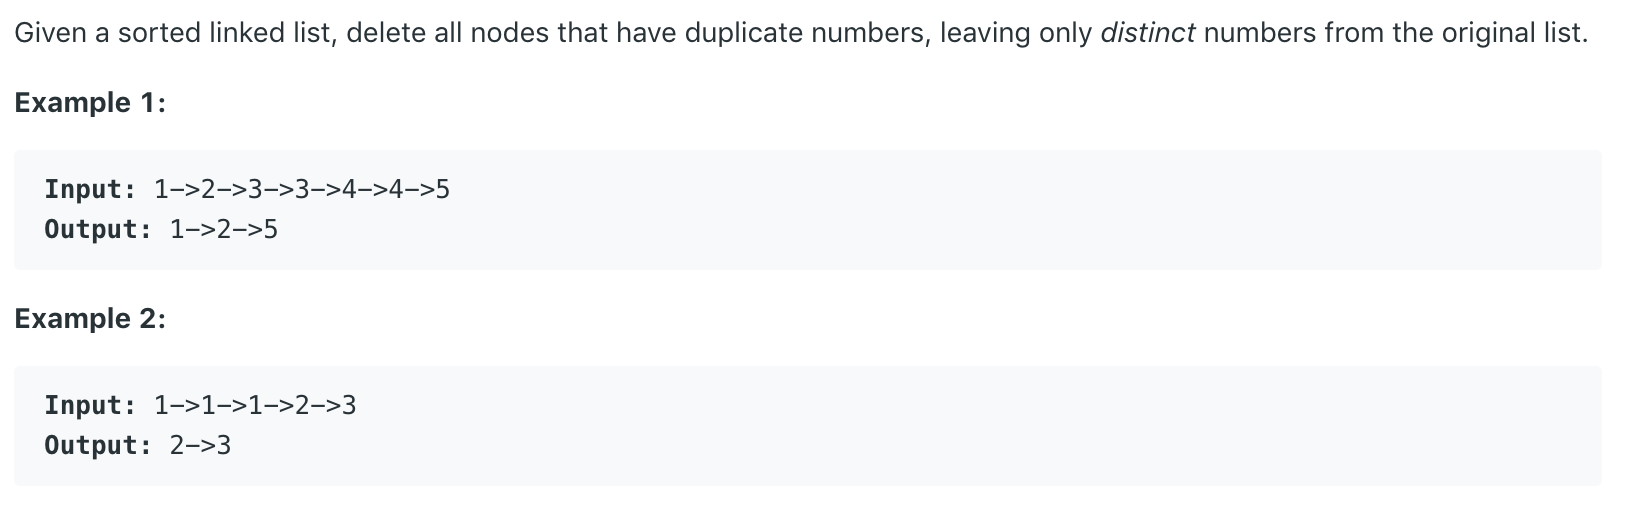 Given a sorted linked list, delete all nodes that have duplicate numbers, leaving only distinct numbers from the original list.
Example 1:
Input: 1->2->3->3->4->4->5
Output: 1->2->5
Example 2:
Input: 1->1->1->2->3
Output: 2->3